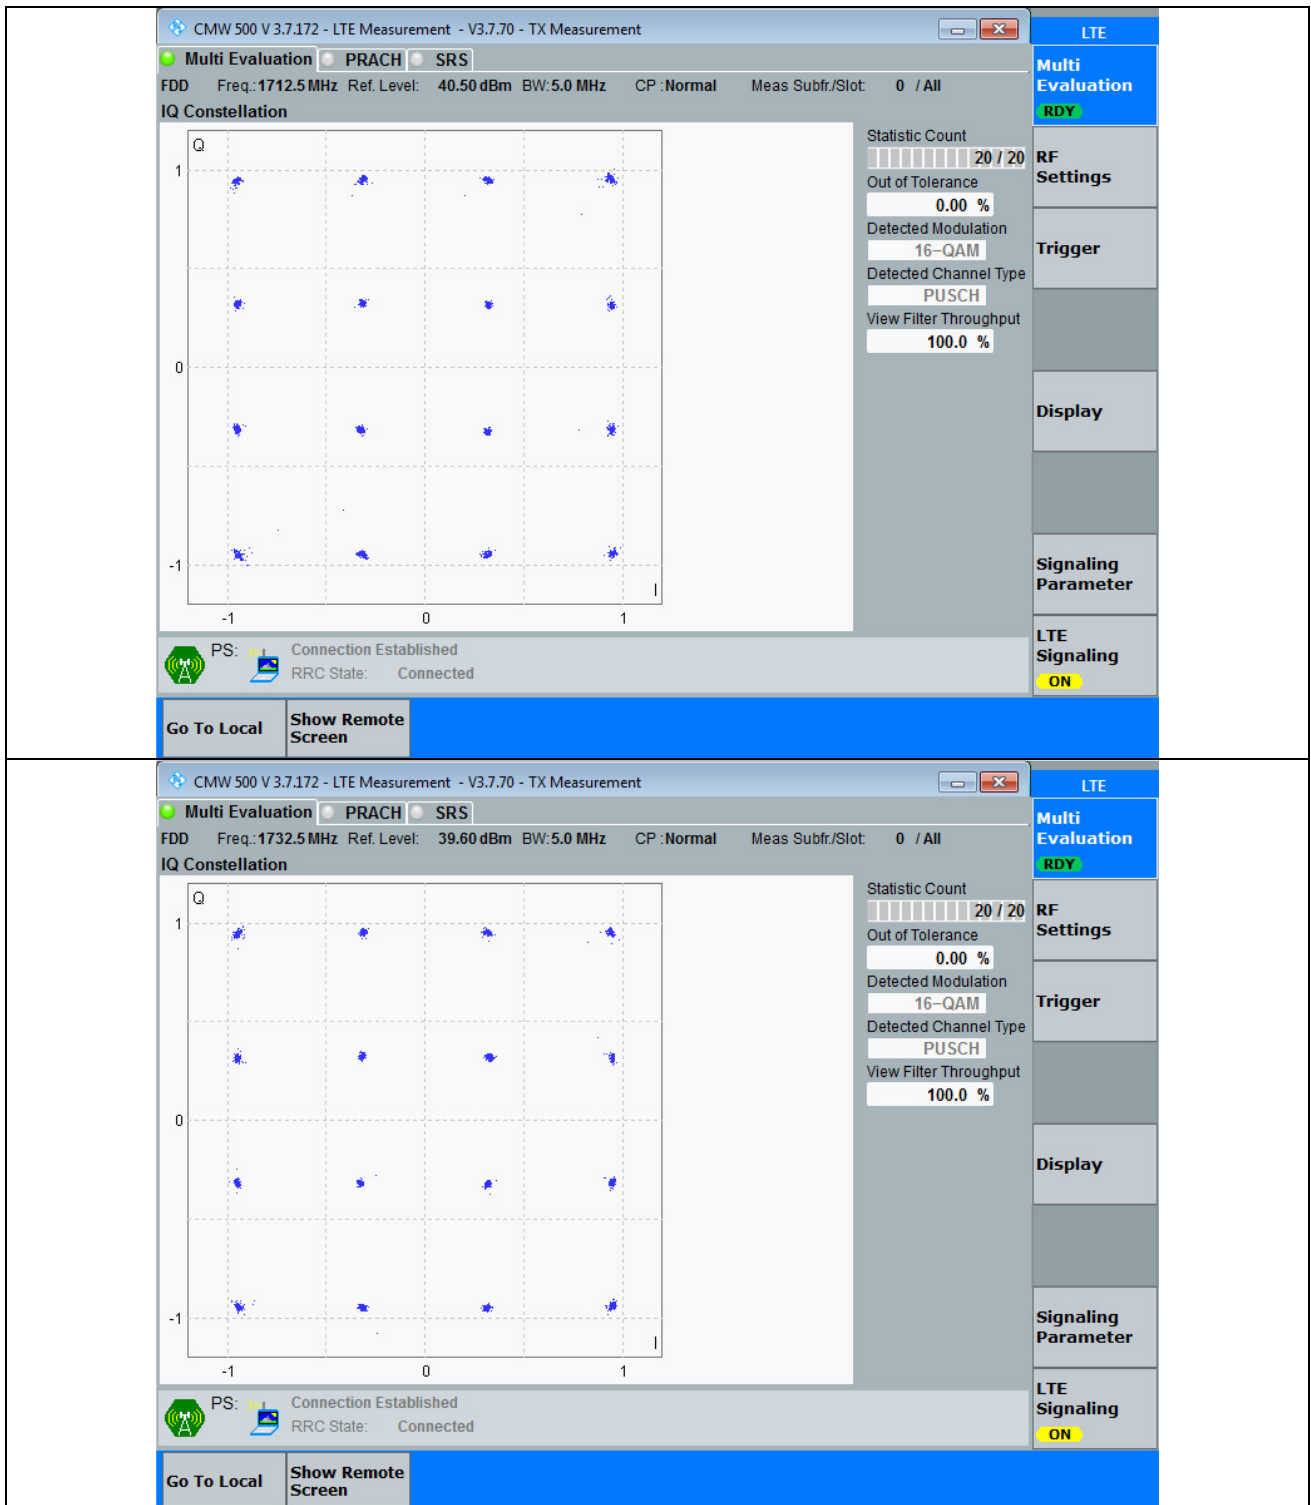 CMW 500 V 3.7.172 - LTE Measurement - V3.7.70 - TX Measurement
LTE
Multi Evaluation PRACH SRS
Multi
Evaluation
RDY
FDD Freq.:1712.5 MHz Ref. Level: 40.50 dBm BW:5.0 MHz CP :Normal Meas Subfr./Slot: 0 / All
IQ Constellation
Q
1
0
-1
I
-1 0 1
Statistic Count
20 / 20
Out of Tolerance
0.00 %
Detected Modulation
16-QAM
Detected Channel Type
PUSCH
View Filter Throughput
100.0 %
RF
Settings
Trigger
Display
Signaling
Parameter
LTE
Signaling
ON
PS: Connection Established
RRC State: Connected
Go To Local
Show Remote
Screen
CMW 500 V 3.7.172 - LTE Measurement - V3.7.70 - TX Measurement
LTE
Multi Evaluation PRACH SRS
Multi
Evaluation
RDY
FDD Freq.:1732.5 MHz Ref. Level: 39.60 dBm BW:5.0 MHz CP :Normal Meas Subfr./Slot: 0 / All
IQ Constellation
Q
1
0
-1
I
-1 0 1
Statistic Count
20 / 20
Out of Tolerance
0.00 %
Detected Modulation
16-QAM
Detected Channel Type
PUSCH
View Filter Throughput
100.0 %
RF
Settings
Trigger
Display
Signaling
Parameter
LTE
Signaling
ON
PS: Connection Established
RRC State: Connected
Go To Local
Show Remote
Screen